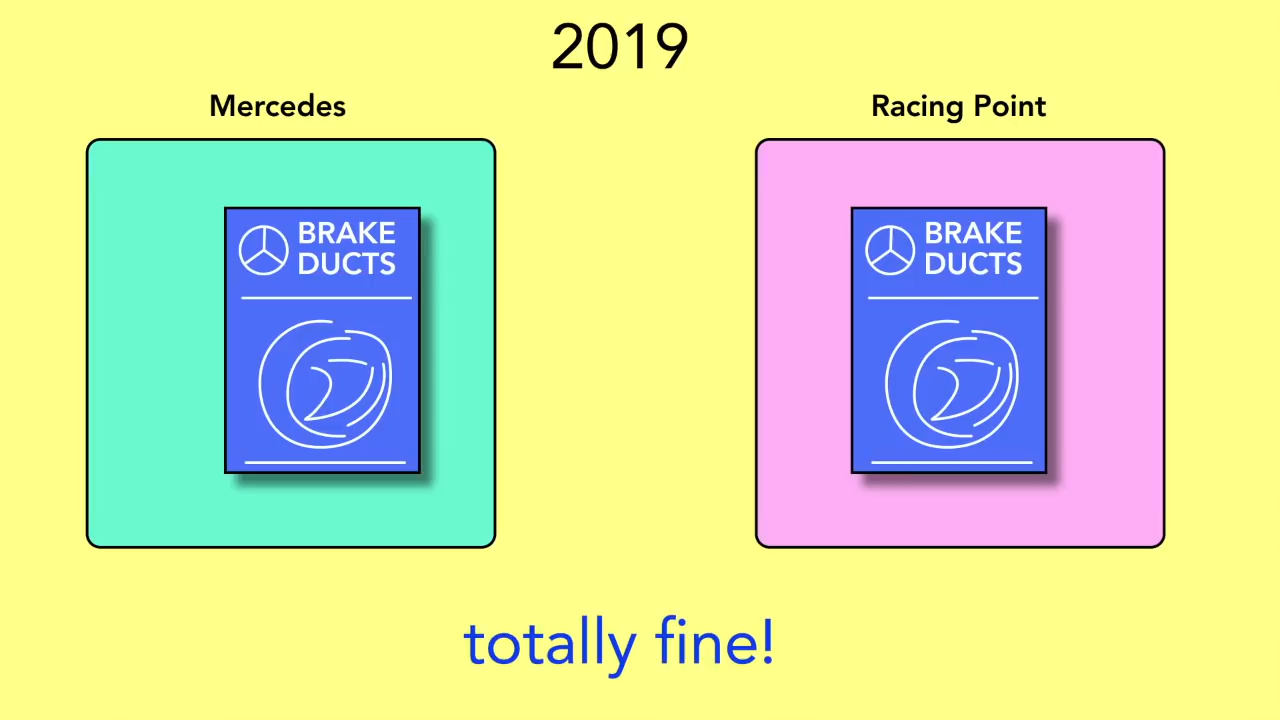 2019
Mercedes
Racing Point
BRAKE
DUCTS
BRAKE
DUCTS
totally fine!